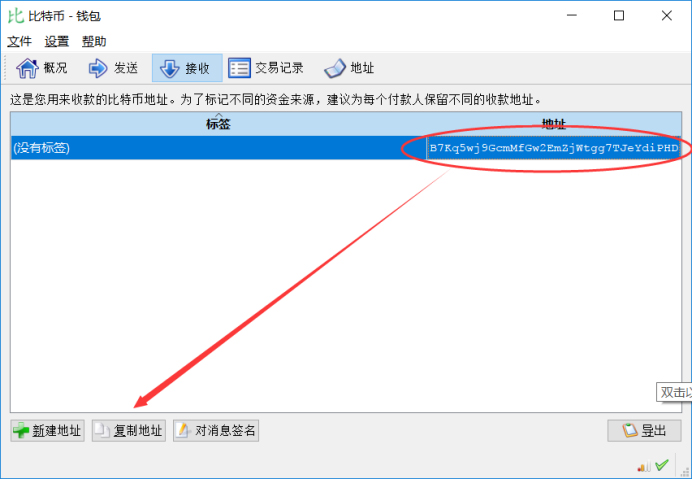 比 比特币 - 钱包
文件 设置 帮助
概况 发送 接收 交易记录 地址
这是您用来收款的比特币地址。为了标记不同的资金来源，建议为每个付款人保留不同的收款地址。
标签 地址
(没有标签) B7Kq5wj9GcmMfGw2EmZjWtgg7TJeYdiPHD
双击以
新建地址 复制地址 对消息签名 导出